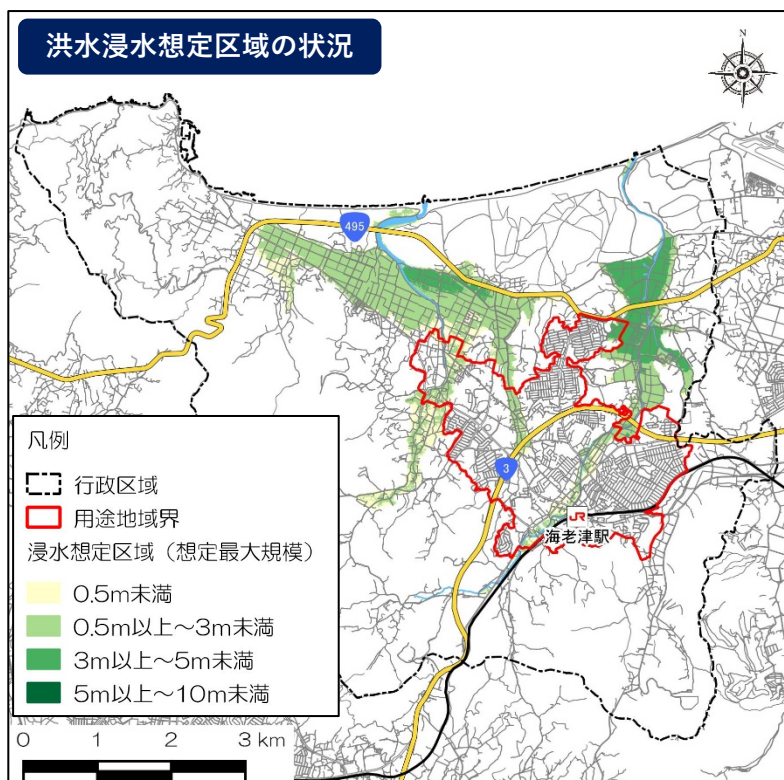 洪水浸水想定区域の状況
N
495
3
JR
海老津駅
凡例
行政区域
用途地域界
浸水想定区域（想定最大規模）
0.5m未満
0.5m以上～3m未満
3m以上～5m未満
5m以上～10m未満
0 1 2 3 km